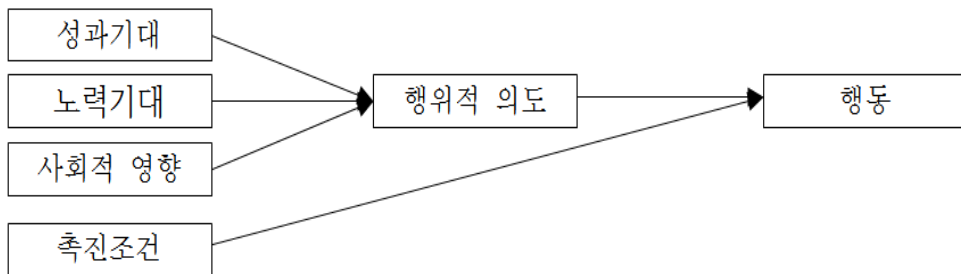 성과기대
노력기대
행위적 의도
행동
사회적 영향
촉진조건